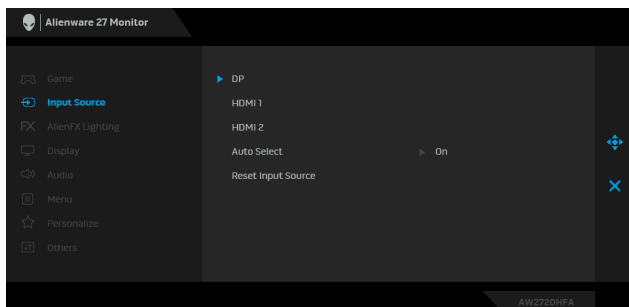 Alienware 27 Monitor
Game
Input Source
AlienFX Lighting
Display
Audio
Menu
Personalize
Others
DP
HDMI 1
HDMI 2
Auto Select On
Reset Input Source
AW2720HFA